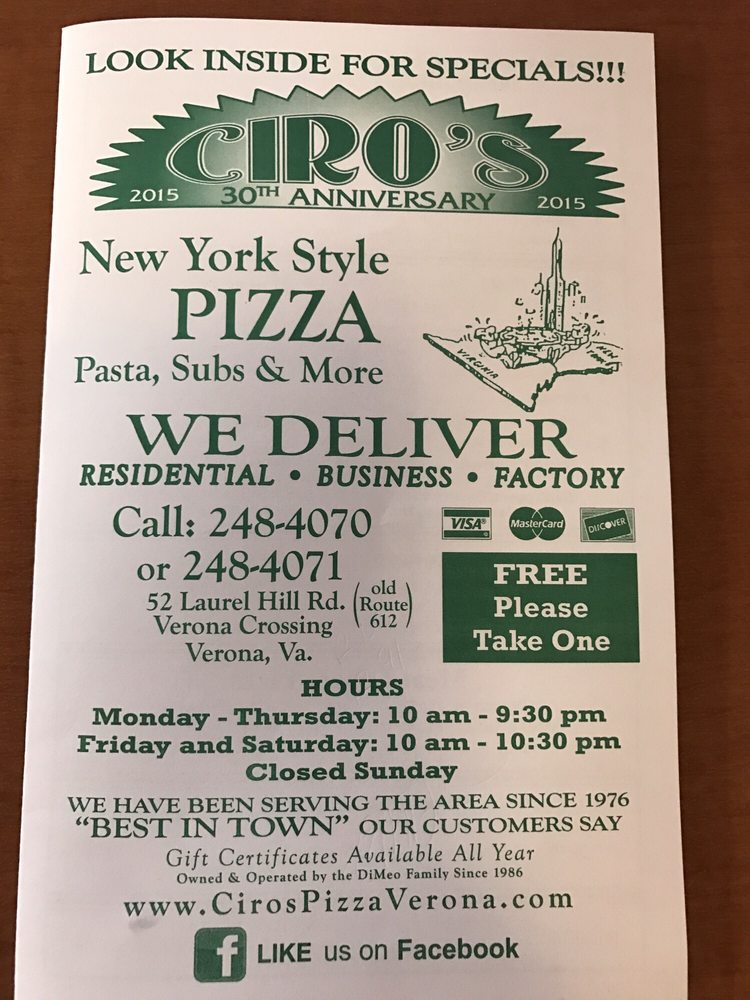 LOOK INSIDE FOR SPECIALS!!!
CIRO'S
2015 30TH ANNIVERSARY 2015
New York Style
PIZZA
Pasta, Subs & More
VIRGINIA
NEW YORK
WE DELIVER
RESIDENTIAL • BUSINESS • FACTORY
Call: 248-4070
or 248-4071
52 Laurel Hill Rd. (old Route 612)
Verona Crossing
Verona, Va.
VISA® MasterCard DISCOVER
FREE
Please
Take One
HOURS
Monday - Thursday: 10 am - 9:30 pm
Friday and Saturday: 10 am - 10:30 pm
Closed Sunday
WE HAVE BEEN SERVING THE AREA SINCE 1976
“BEST IN TOWN” OUR CUSTOMERS SAY
Gift Certificates Available All Year
Owned & Operated by the DiMeo Family Since 1986
www.CirosPizzaVerona.com
f LIKE us on Facebook